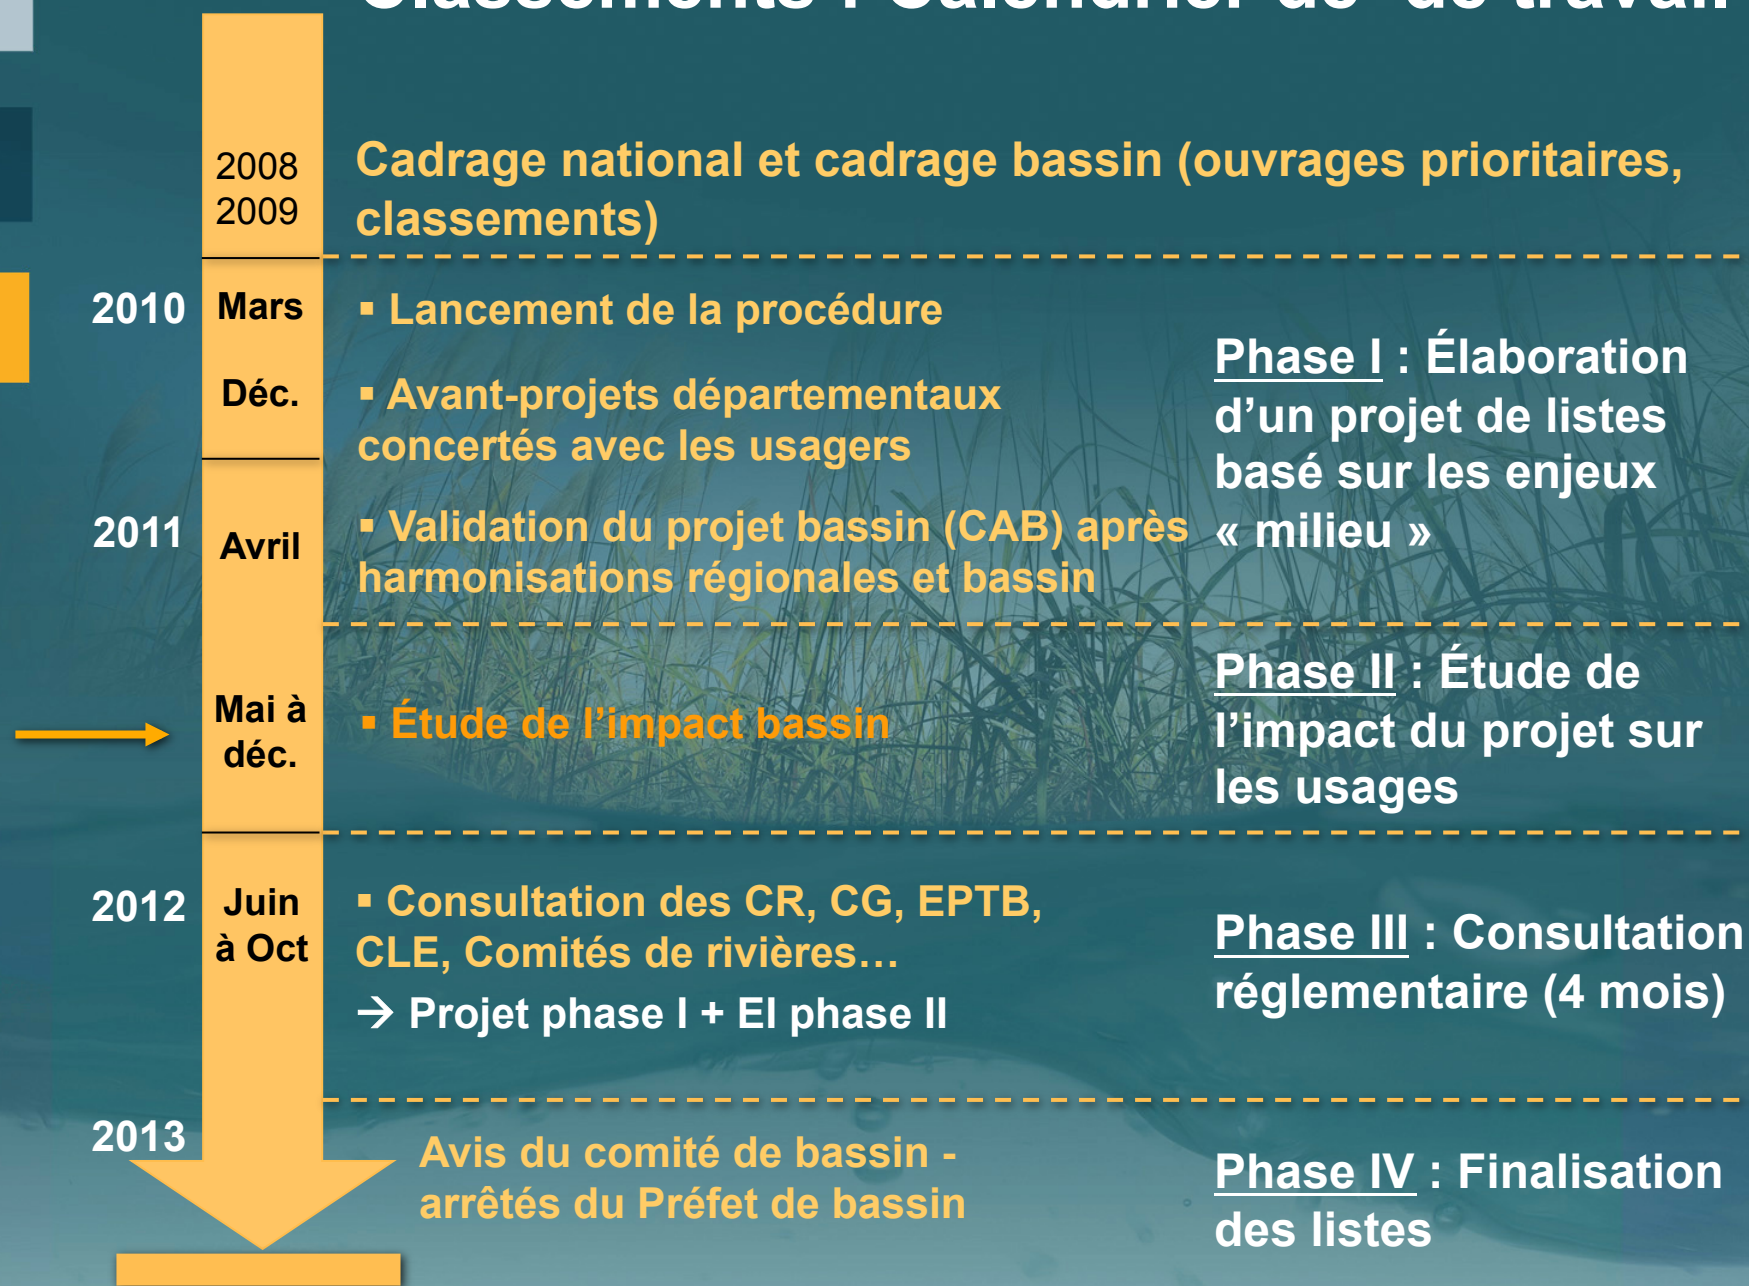 Classements : Calendrier de de travail
2008
2009
Cadrage national et cadrage bassin (ouvrages prioritaires,
classements)
2010
Mars
▪ Lancement de la procédure
Déc.
▪ Avant-projets départementaux
concertés avec les usagers
Phase I : Élaboration
d’un projet de listes
basé sur les enjeux
« milieu »
2011
Avril
▪ Validation du projet bassin (CAB) après
harmonisations régionales et bassin
Mai à
déc.
▪ Étude de l’impact bassin
Phase II : Étude de
l’impact du projet sur
les usages
2012
Juin
à Oct
▪ Consultation des CR, CG, EPTB,
CLE, Comités de rivières…
→ Projet phase I + EI phase II
Phase III : Consultation
réglementaire (4 mois)
2013
Avis du comité de bassin -
arrêtés du Préfet de bassin
Phase IV : Finalisation
des listes